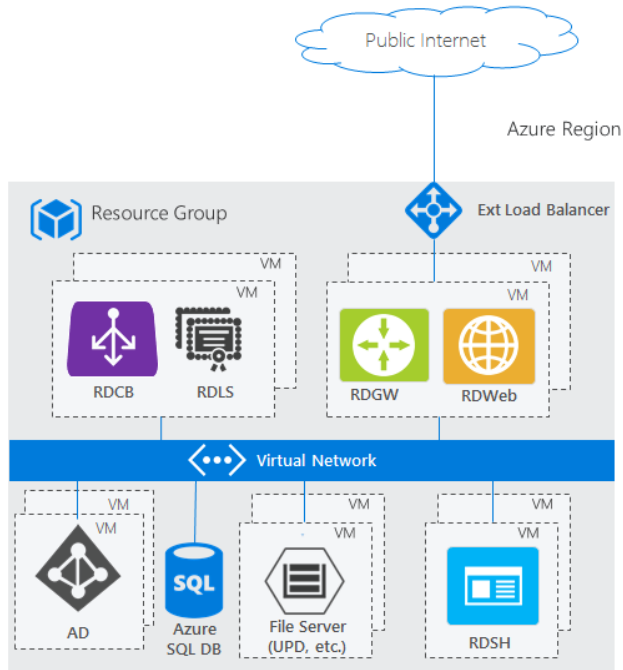 Public Internet
Azure Region
Resource Group
Ext Load Balancer
VM
VM
RDCB
RDLS
VM
VM
RDGW
RDWeb
Virtual Network
VM
VM
AD
SQL
Azure
SQL DB
VM
VM
File Server
(UPD, etc.)
VM
VM
RDSH